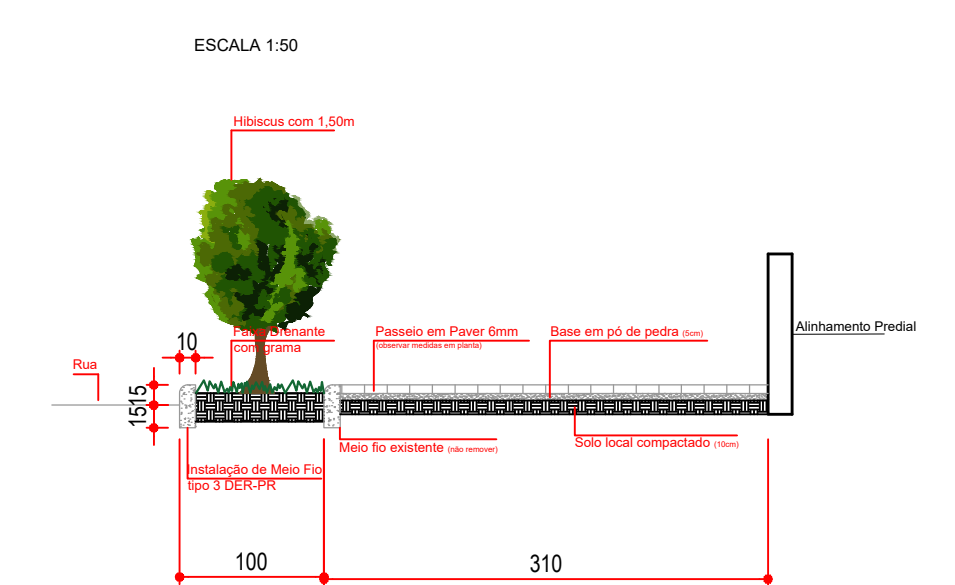 ESCALA 1:50
Hibiscus com 1,50m
Faixa Drenante
com grama
Passeio em Paver 6mm
(observar medidas em planta)
Base em pó de pedra (5cm)
Alinhamento Predial
10
Rua
15
15
Meio fio existente (não remover)
Solo local compactado (10cm)
Instalação de Meio Fio
tipo 3 DER-PR
100
310